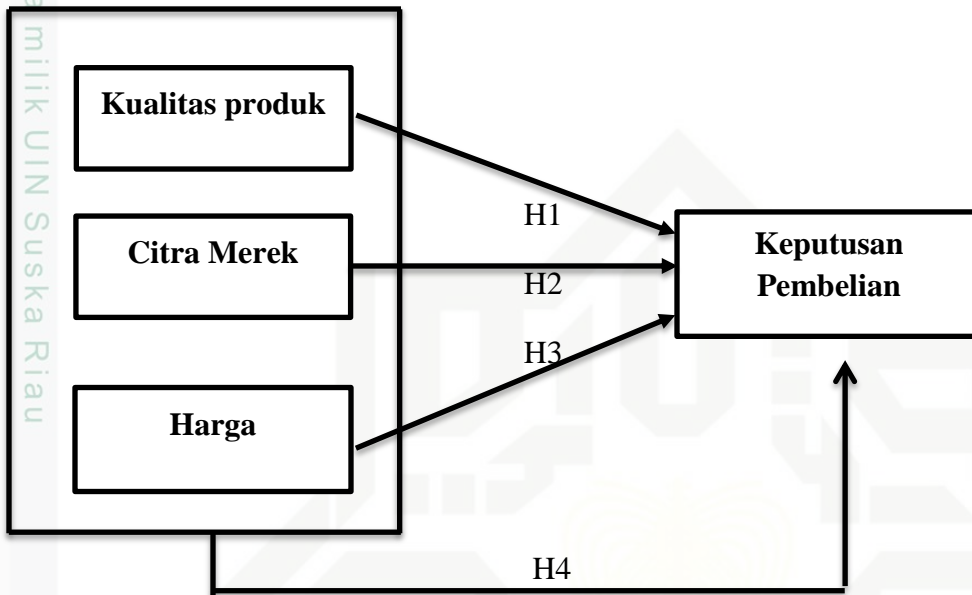 milik UIN Suska Riau
Kualitas produk
H1
Citra Merek
Keputusan
Pembelian
H2
H3
Harga
H4